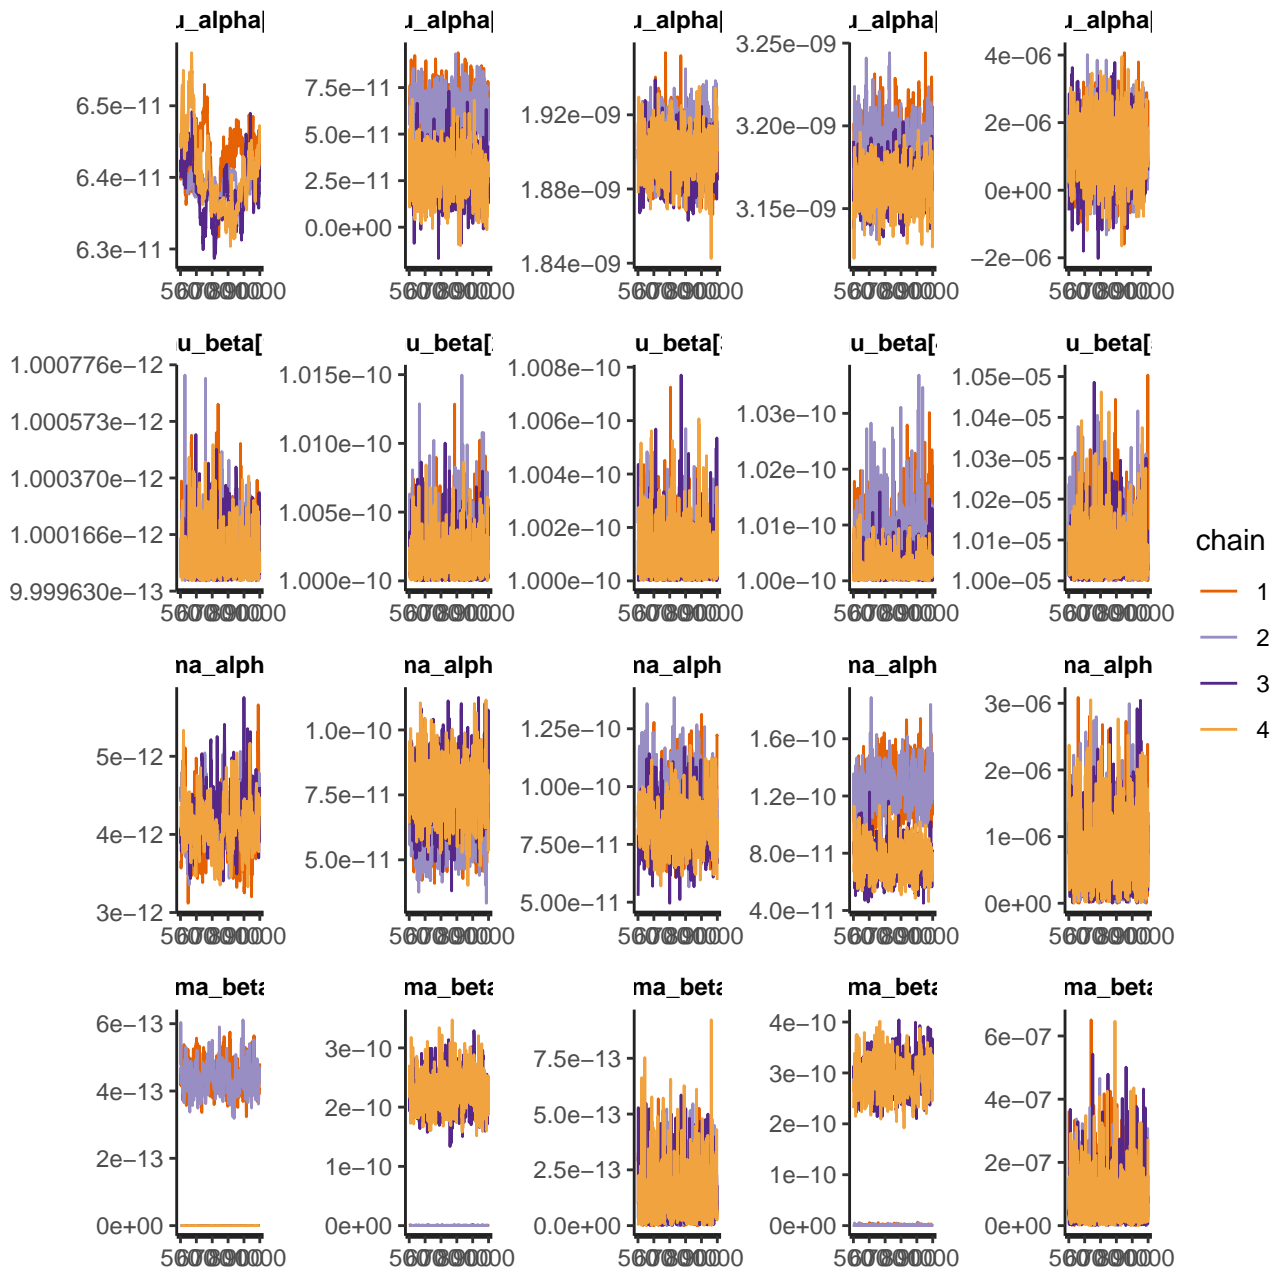 u_alpha[ u_alpha[ u_alpha[ u_alpha[ u_alpha[
6.5e−11
6.4e−11
6.3e−11
7.5e−11
5.0e−11
2.5e−11
0.0e+00
1.92e−09
1.88e−09
1.84e−09
3.25e−09
3.20e−09
3.15e−09
4e−06
2e−06
0e+00
−2e−06
u_beta[ u_beta[ u_beta[ u_beta[ u_beta[
1.000776e−12
1.000573e−12
1.000370e−12
1.000166e−12
9.999630e−13
1.015e−10
1.010e−10
1.005e−10
1.000e−10
1.008e−10
1.006e−10
1.004e−10
1.002e−10
1.000e−10
1.03e−10
1.02e−10
1.01e−10
1.00e−10
1.05e−05
1.04e−05
1.03e−05
1.02e−05
1.01e−05
1.00e−05
ma_alph ma_alph ma_alph ma_alph ma_alph
5e−12
4e−12
3e−12
1.0e−10
7.5e−11
5.0e−11
1.25e−10
1.00e−10
7.50e−11
5.00e−11
1.6e−10
1.2e−10
8.0e−11
4.0e−11
3e−06
2e−06
1e−06
0e+00
ma_beta ma_beta ma_beta ma_beta ma_beta
6e−13
4e−13
2e−13
0e+00
3e−10
2e−10
1e−10
0e+00
7.5e−13
5.0e−13
2.5e−13
0.0e+00
4e−10
3e−10
2e−10
1e−10
0e+00
6e−07
4e−07
2e−07
0e+00
chain
1
2
3
4